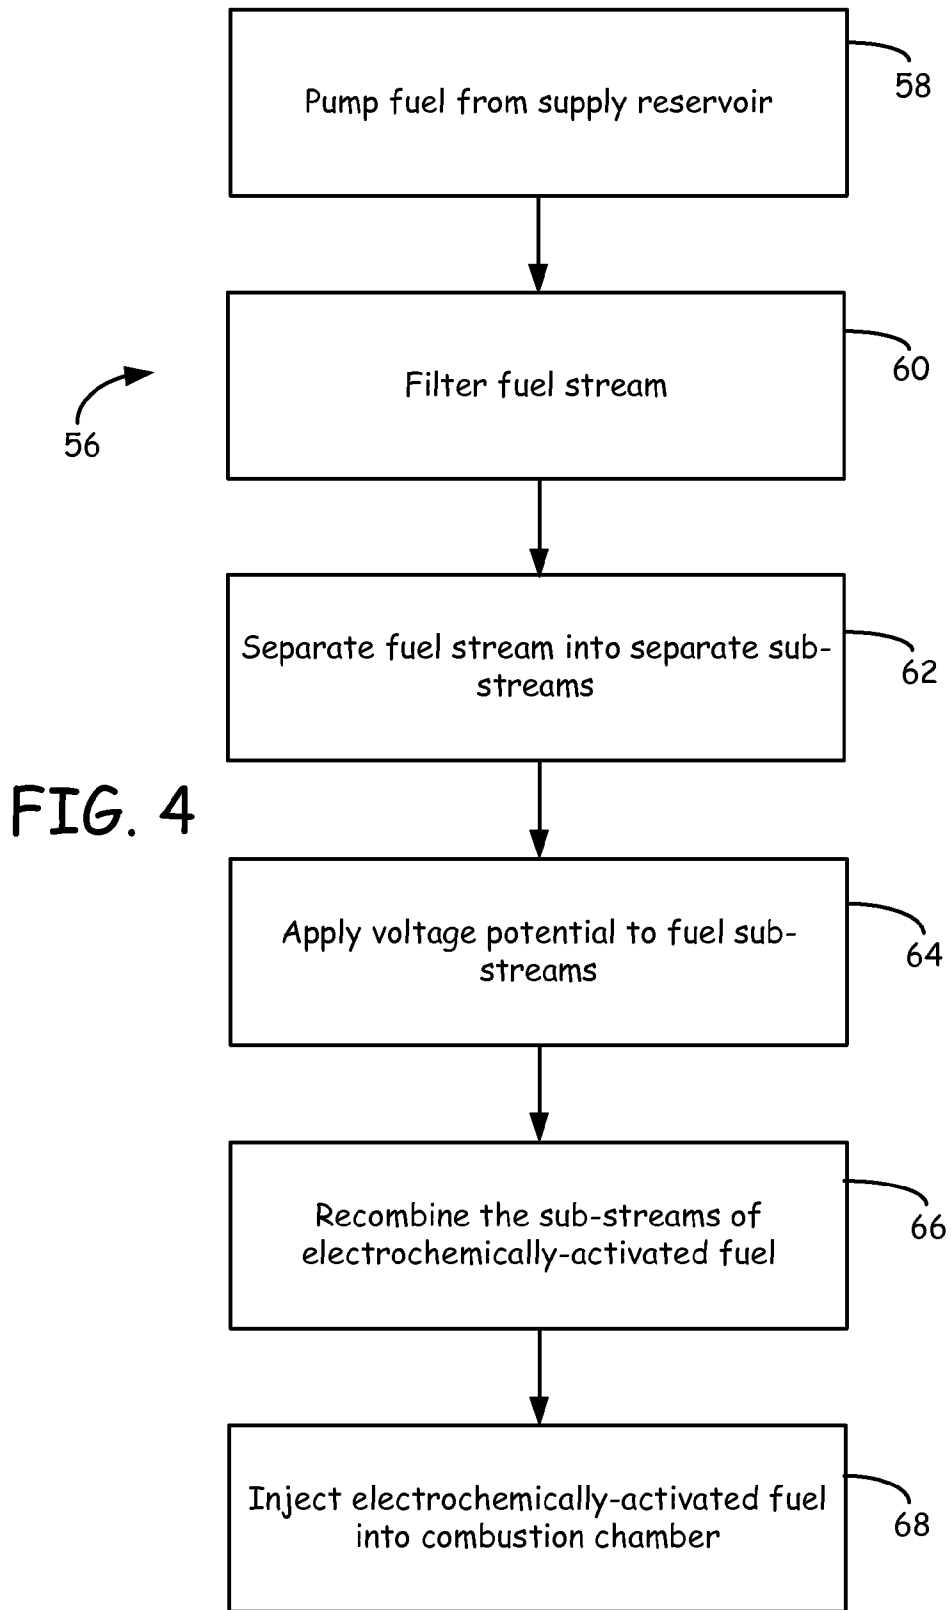 Pump fuel from supply reservoir
58
Filter fuel stream
60
56
Separate fuel stream into separate sub-
streams
62
FIG. 4
Apply voltage potential to fuel sub-
streams
64
Recombine the sub-streams of
electrochemically-activated fuel
66
Inject electrochemically-activated fuel
into combustion chamber
68